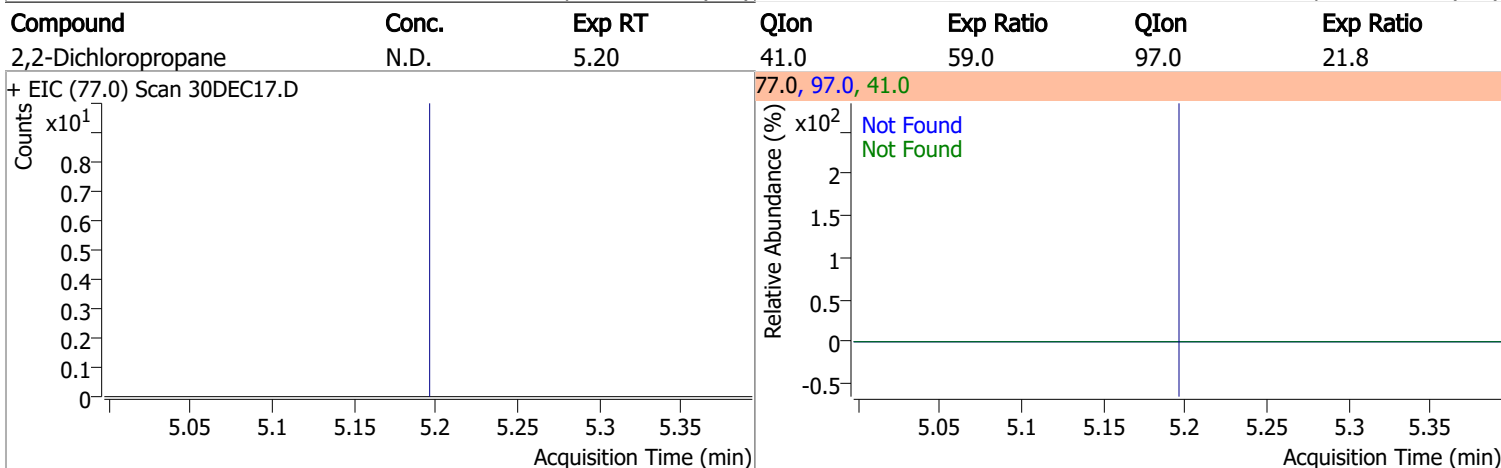 Compound Conc. Exp RT QIon Exp Ratio QIon Exp Ratio
2,2-Dichloropropane N.D. 5.20 41.0 59.0 97.0 21.8
+ EIC (77.0) Scan 30DEC17.D
Counts
x10¹
0.8
0.7
0.6
0.5
0.4
0.3
0.2
0.1
0
5.05 5.1 5.15 5.2 5.25 5.3 5.35
Acquisition Time (min)
77.0, 97.0, 41.0
Relative Abundance (%)
x10²
Not Found
Not Found
2
1.5
1
0.5
0
-0.5
5.05 5.1 5.15 5.2 5.25 5.3 5.35
Acquisition Time (min)